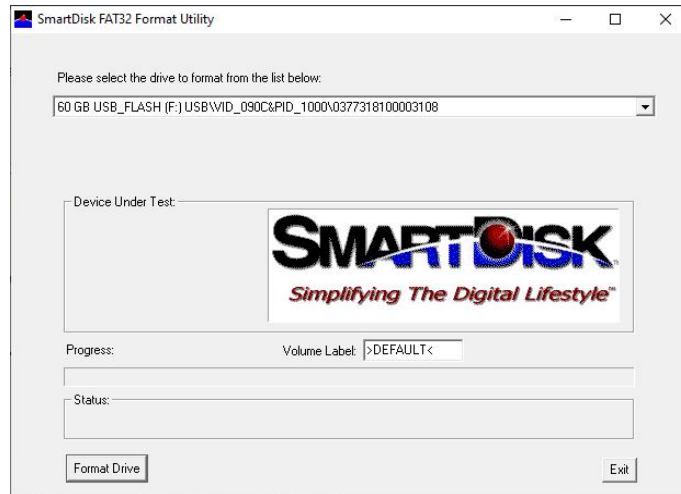 SmartDisk FAT32 Format Utility
Please select the drive to format from the list below:
60 GB USB_FLASH (F:) USB\VID_090C&PID_1000\0377318100003108
Device Under Test:
SMARTDISK
Simplifying The Digital Lifestyle™
Progress:
Volume Label: >DEFAULT<
Status:
Format Drive
Exit